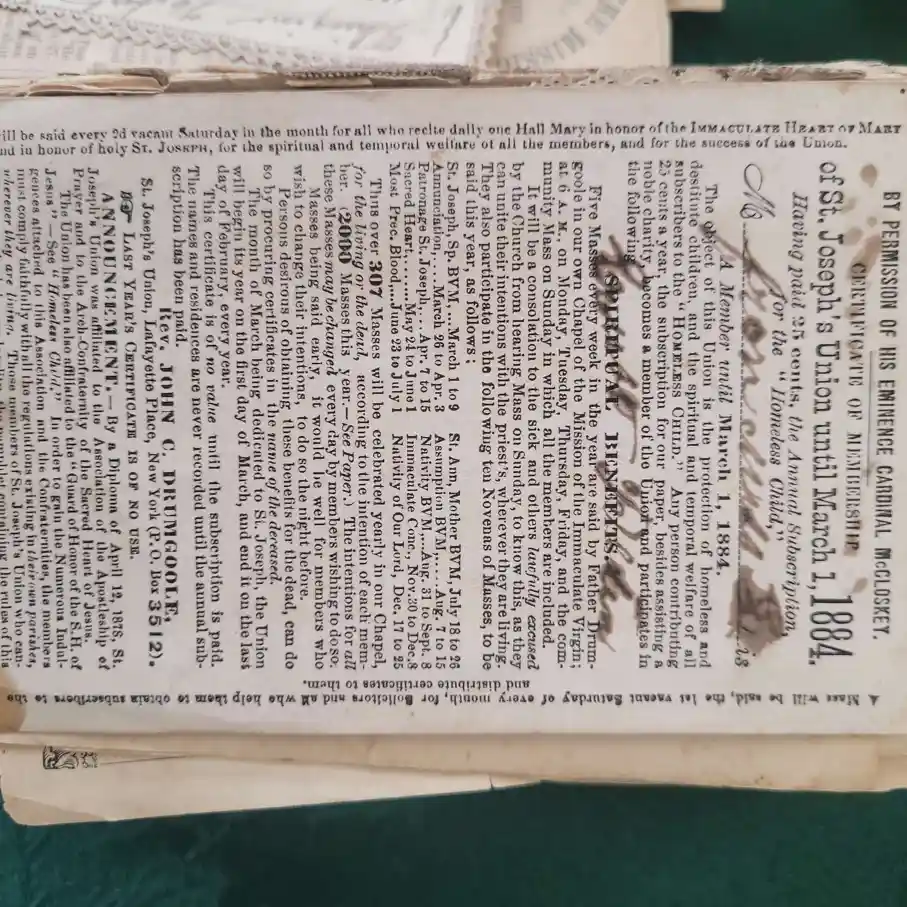 BY PERMISSION OF HIS EMINENCE CARDINAL McCLOSKEY.
CERTIFICATE OF MEMBERSHIP
of St. Joseph's Union until March 1, 1884.
Having paid 25 cents, the Annual Subscription,
for the "Homeless Child,"
M is
A Member until March 1, 1884.
The object of this Union is the protection of homeless and
destitute children, and the spiritual and temporal welfare of all
subscribers to the "HOMELESS CHILD." Any person contributing
25 cents a year, the subscription for our paper, besides assisting a
noble charity, becomes a member of the Union and participates in
the following
SPIRITUAL BENEFITS.
Five Masses every week in the year are said by Father Drum-
goole in our own Chapel of the Mission of the Immaculate Virgin:
at 6 A. M., on Monday, Tuesday, Thursday, Friday, and the com-
munity Mass on Sunday in which all the members are included.
It will be a consolation to the sick and others lawfully excused
by the Church from hearing Mass on Sunday, to know this, as they
can unite their intentions with the priest's, wherever they are living.
They also participate in the following ten Novenas of Masses, to be
said this year, as follows:
St. Joseph, Sp. BVM....March 1 to 9 St. Ann, Mother BVM, July 18 to 26
Annunciation,....March 26 to Apr. 3 Assumption BVM,....Aug. 7 to 15
Patronage St. Joseph,....Apr. 7 to 15 Nativity BVM,...Aug. 31 to Sept. 8
Sacred Heart,......May 24 to June 1 Immaculate Conc., Nov. 30 to Dec. 8
Most Prec. Blood,...June 23 to July 1 Nativity of Our Lord, Dec. 17 to 25
Thus over 307 Masses will be celebrated yearly in our Chapel,
for the living or the dead, according to the intention of each mem-
ber. (2080 Masses this year.—See Paper.) The intentions for all
these Masses may be changed every day by members wishing to do so;
Masses being said early, it would be well for members who
wish to change their intentions, to do so the night before.
Persons desirous of obtaining these benefits for the dead, can do
so by procuring certificates in the name of the deceased.
The month of March being dedicated to St. Joseph, the Union
will begin its year on the first day of March, and end it on the last
day of February, every year.
This certificate is of no value until the subscription is paid.
The names and residences are never recorded until the annual sub-
scription has been paid.
Rev. JOHN C. DRUMGOOLE,
St. Joseph's Union, Lafayette Place, New York (P.O. Box 3512).
☞ LAST YEAR'S CERTIFICATE IS OF NO USE.
ANNOUNCEMENT.—By a Diploma of April 12, 1878, St.
Joseph's Union was affiliated to the Association of the Apostleship of
Prayer and to the Arch-Confraternity of the Sacred Heart of Jesus.
The Union has been also affiliated to the "Guard of Honor of the S. H. of
Jesus"—See "Homeless Child." In order to gain the Numerous Indul-
gences attached to this Association and Confraternities, the members
must comply faithfully with all the regulations existing in their own parishes,
wherever they are living. Those members of St. Joseph's Union who can-
the rules of this
ill be said every 2d vacant Saturday in the month for all who recite daily one Hail Mary in honor of the IMMACULATE HEART OF MARY
nd in honor of holy ST. JOSEPH, for the spiritual and temporal welfare of all the members, and for the success of the Union.
A Mass will be said, the 1st vacant Saturday of every month, for Solicitors and all who help them to obtain subscribers to the
and distribute certificates to them.
THE MISSI